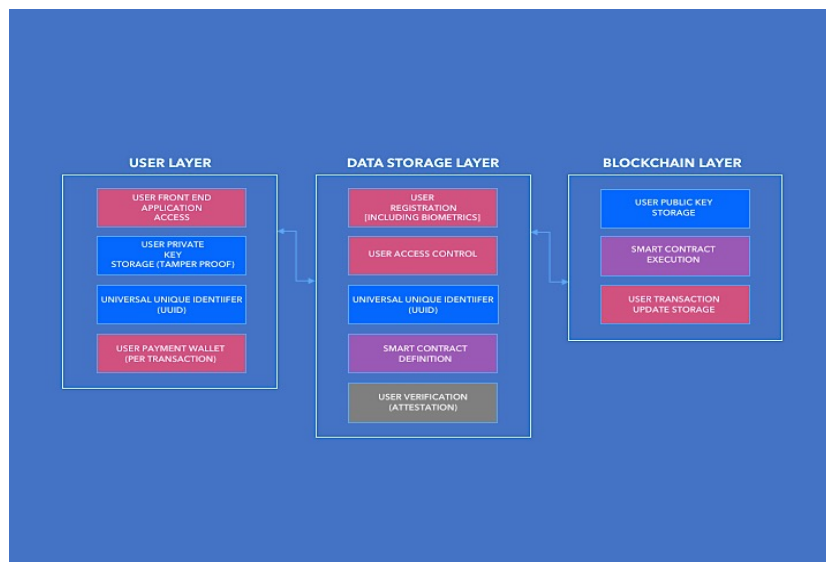 USER LAYER
USER FRONT END
APPLICATION
ACCESS
USER PRIVATE
KEY
STORAGE (TAMPER PROOF)
UNIVERSAL UNIQUE IDENTIIFER
(UUID)
USER PAYMENT WALLET
(PER TRANSACTION)
DATA STORAGE LAYER
USER
REGISTRATION
[INCLUDING BIOMETRICS]
USER ACCESS CONTROL
UNIVERSAL UNIQUE IDENTIIFER
(UUID)
SMART CONTRACT
DEFINITION
USER VERIFICATION
(ATTESTATION)
BLOCKCHAIN LAYER
USER PUBLIC KEY
STORAGE
SMART CONTRACT
EXECUTION
USER TRANSACTION
UPDATE STORAGE